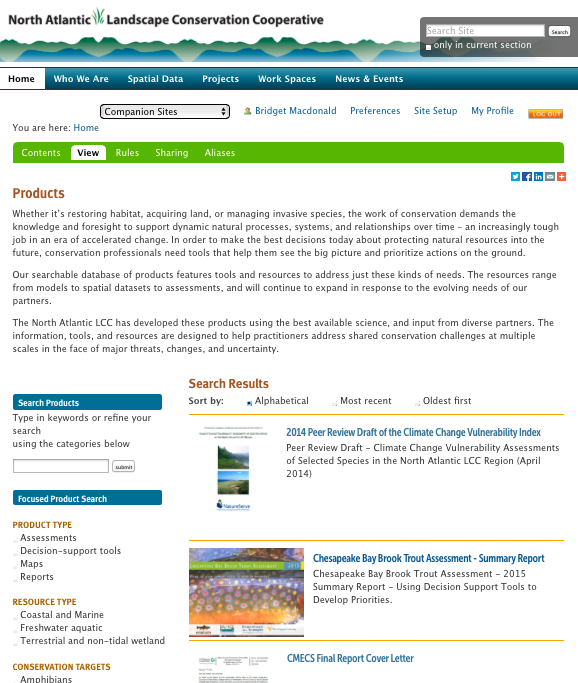 North Atlantic Landscape Conservation Cooperative
Search Site
Search
only in current section
Home Who We Are Spatial Data Projects Work Spaces News & Events
Companion Sites Bridget Macdonald Preferences Site Setup My Profile LOG OUT
You are here: Home
Contents View Rules Sharing Aliases
Products
Whether it's restoring habitat, acquiring land, or managing invasive species, the work of conservation demands the
knowledge and foresight to support dynamic natural processes, systems, and relationships over time – an increasingly tough
job in an era of accelerated change. In order to make the best decisions today about protecting natural resources into the
future, conservation professionals need tools that help them see the big picture and prioritize actions on the ground.
Our searchable database of products features tools and resources to address just these kinds of needs. The resources range
from models to spatial datasets to assessments, and will continue to expand in response to the evolving needs of our
partners.
The North Atlantic LCC has developed these products using the best available science, and input from diverse partners. The
information, tools, and resources are designed to help practitioners address shared conservation challenges at multiple
scales in the face of major threats, changes, and uncertainty.
Search Products
Type in keywords or refine your
search
using the categories below
submit
Focused Product Search
PRODUCT TYPE
Assessments
Decision-support tools
Maps
Reports
RESOURCE TYPE
Coastal and Marine
Freshwater aquatic
Terrestrial and non-tidal wetland
CONSERVATION TARGETS
Amphibians
Search Results
Sort by: Alphabetical Most recent Oldest first
2014 Peer Review Draft of the Climate Change Vulnerability Index
Peer Review Draft - Climate Change Vulnerability Assessments
of Selected Species in the North Atlantic LCC Region (April
2014)
NatureServe
Chesapeake Bay Brook Trout Assessment - Summary Report
Chesapeake Bay Brook Trout Assessment - 2015
Summary Report - Using Decision Support Tools to
Develop Priorities.
CHESAPEAKE BAY BROOK TROUT ASSESSMENT 2015
CMECS Final Report Cover Letter